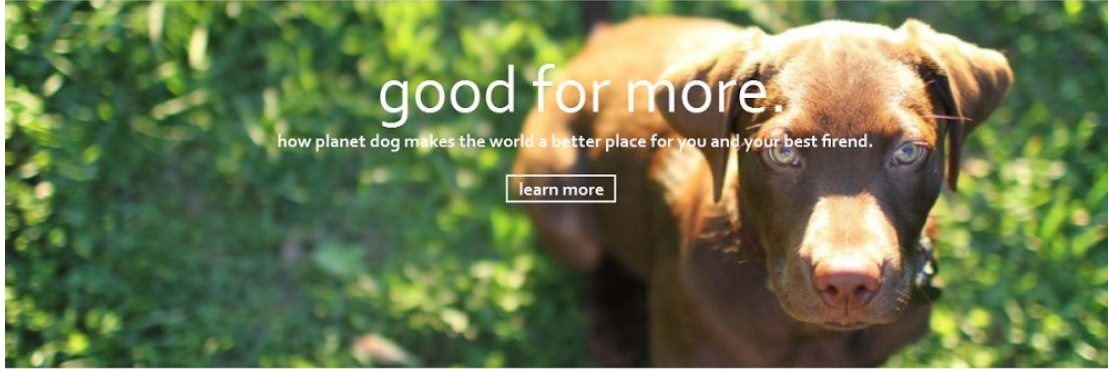 good for more.
how planet dog makes the world a better place for you and your best firend.
learn more